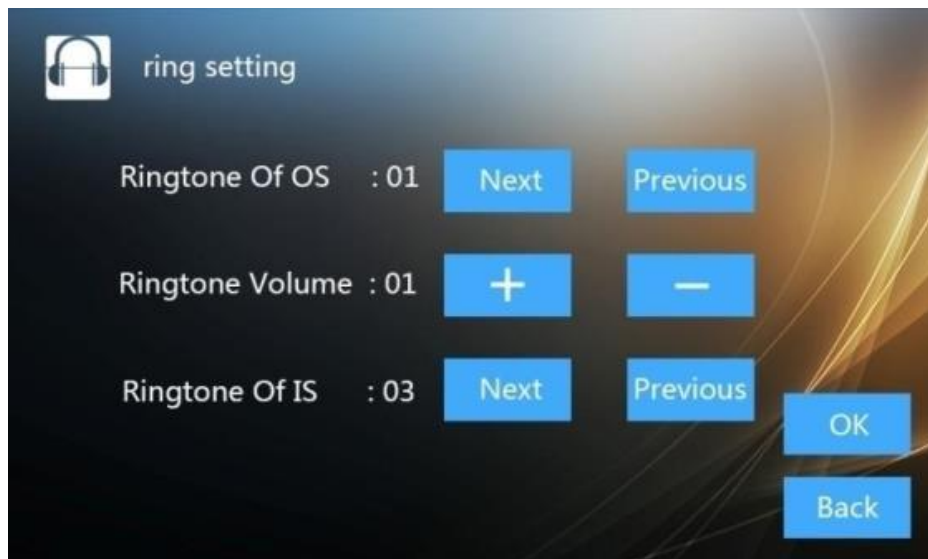 ring setting
Ringtone Of OS : 01 Next Previous
Ringtone Volume : 01 + −
Ringtone Of IS : 03 Next Previous
OK
Back